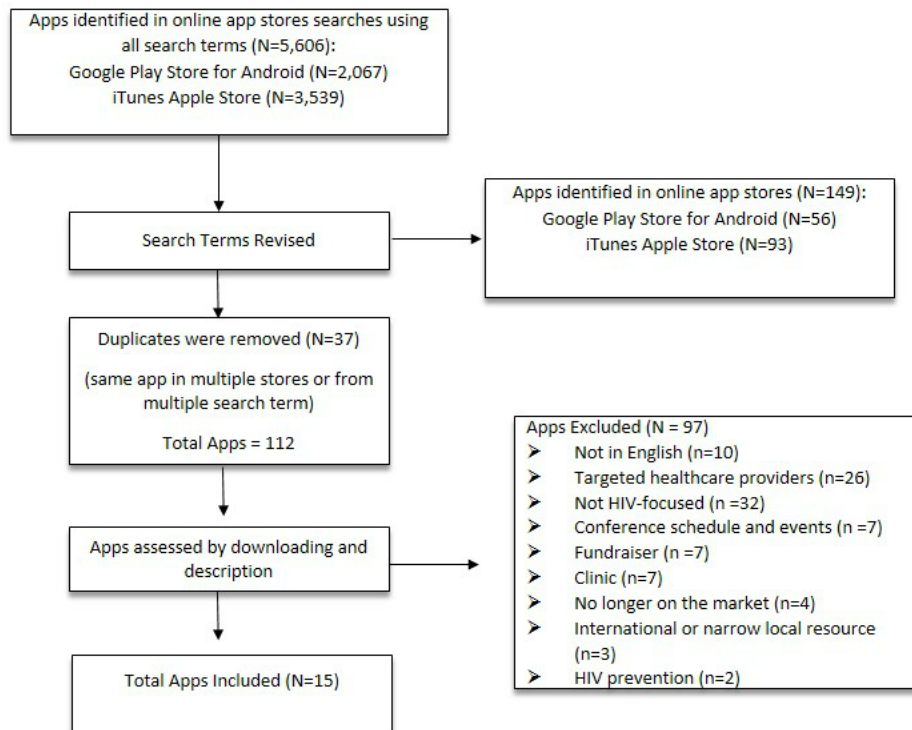 Apps identified in online app stores searches using
all search terms (N=5,606):
Google Play Store for Android (N=2,067)
iTunes Apple Store (N=3,539)
Search Terms Revised
Apps identified in online app stores (N=149):
Google Play Store for Android (N=56)
iTunes Apple Store (N=93)
Duplicates were removed (N=37)
(same app in multiple stores or from
multiple search term)
Total Apps = 112
Apps assessed by downloading and
description
Apps Excluded (N = 97)
➢ Not in English (n=10)
➢ Targeted healthcare providers (n=26)
➢ Not HIV-focused (n =32)
➢ Conference schedule and events (n =7)
➢ Fundraiser (n =7)
➢ Clinic (n=7)
➢ No longer on the market (n=4)
➢ International or narrow local resource
(n=3)
➢ HIV prevention (n=2)
Total Apps Included (N=15)